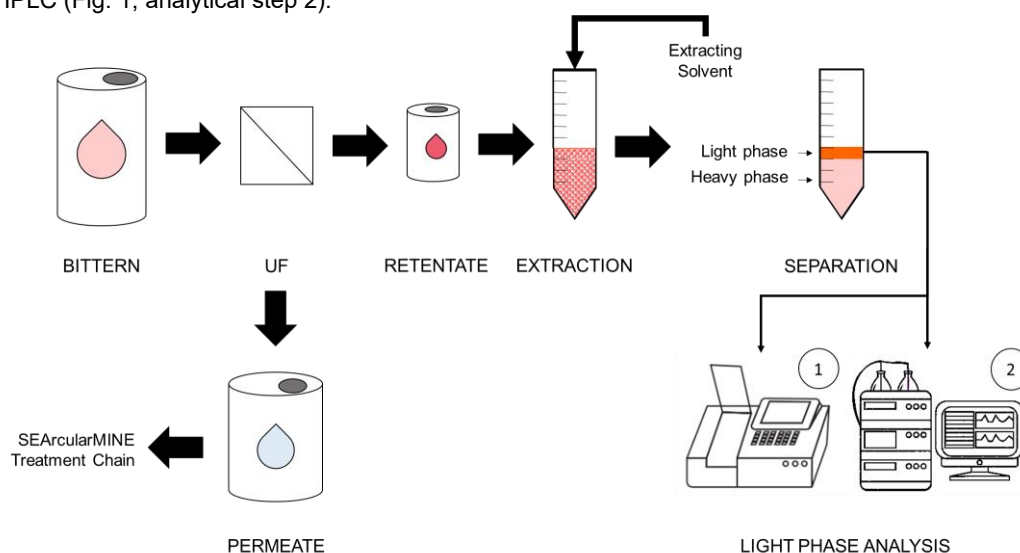 IPLC (Fig. 1, analytical step 2).
Extracting
Solvent
Light phase
Heavy phase
BITTERN
UF
RETENTATE
EXTRACTION
SEPARATION
1
2
SEArcularMINE
Treatment Chain
PERMEATE
LIGHT PHASE ANALYSIS